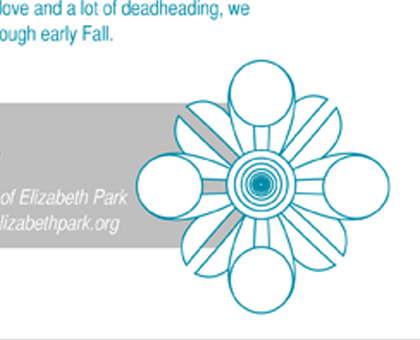 love and a lot of deadheading, we
ough early Fall.
of Elizabeth Park
lizabethpark.org